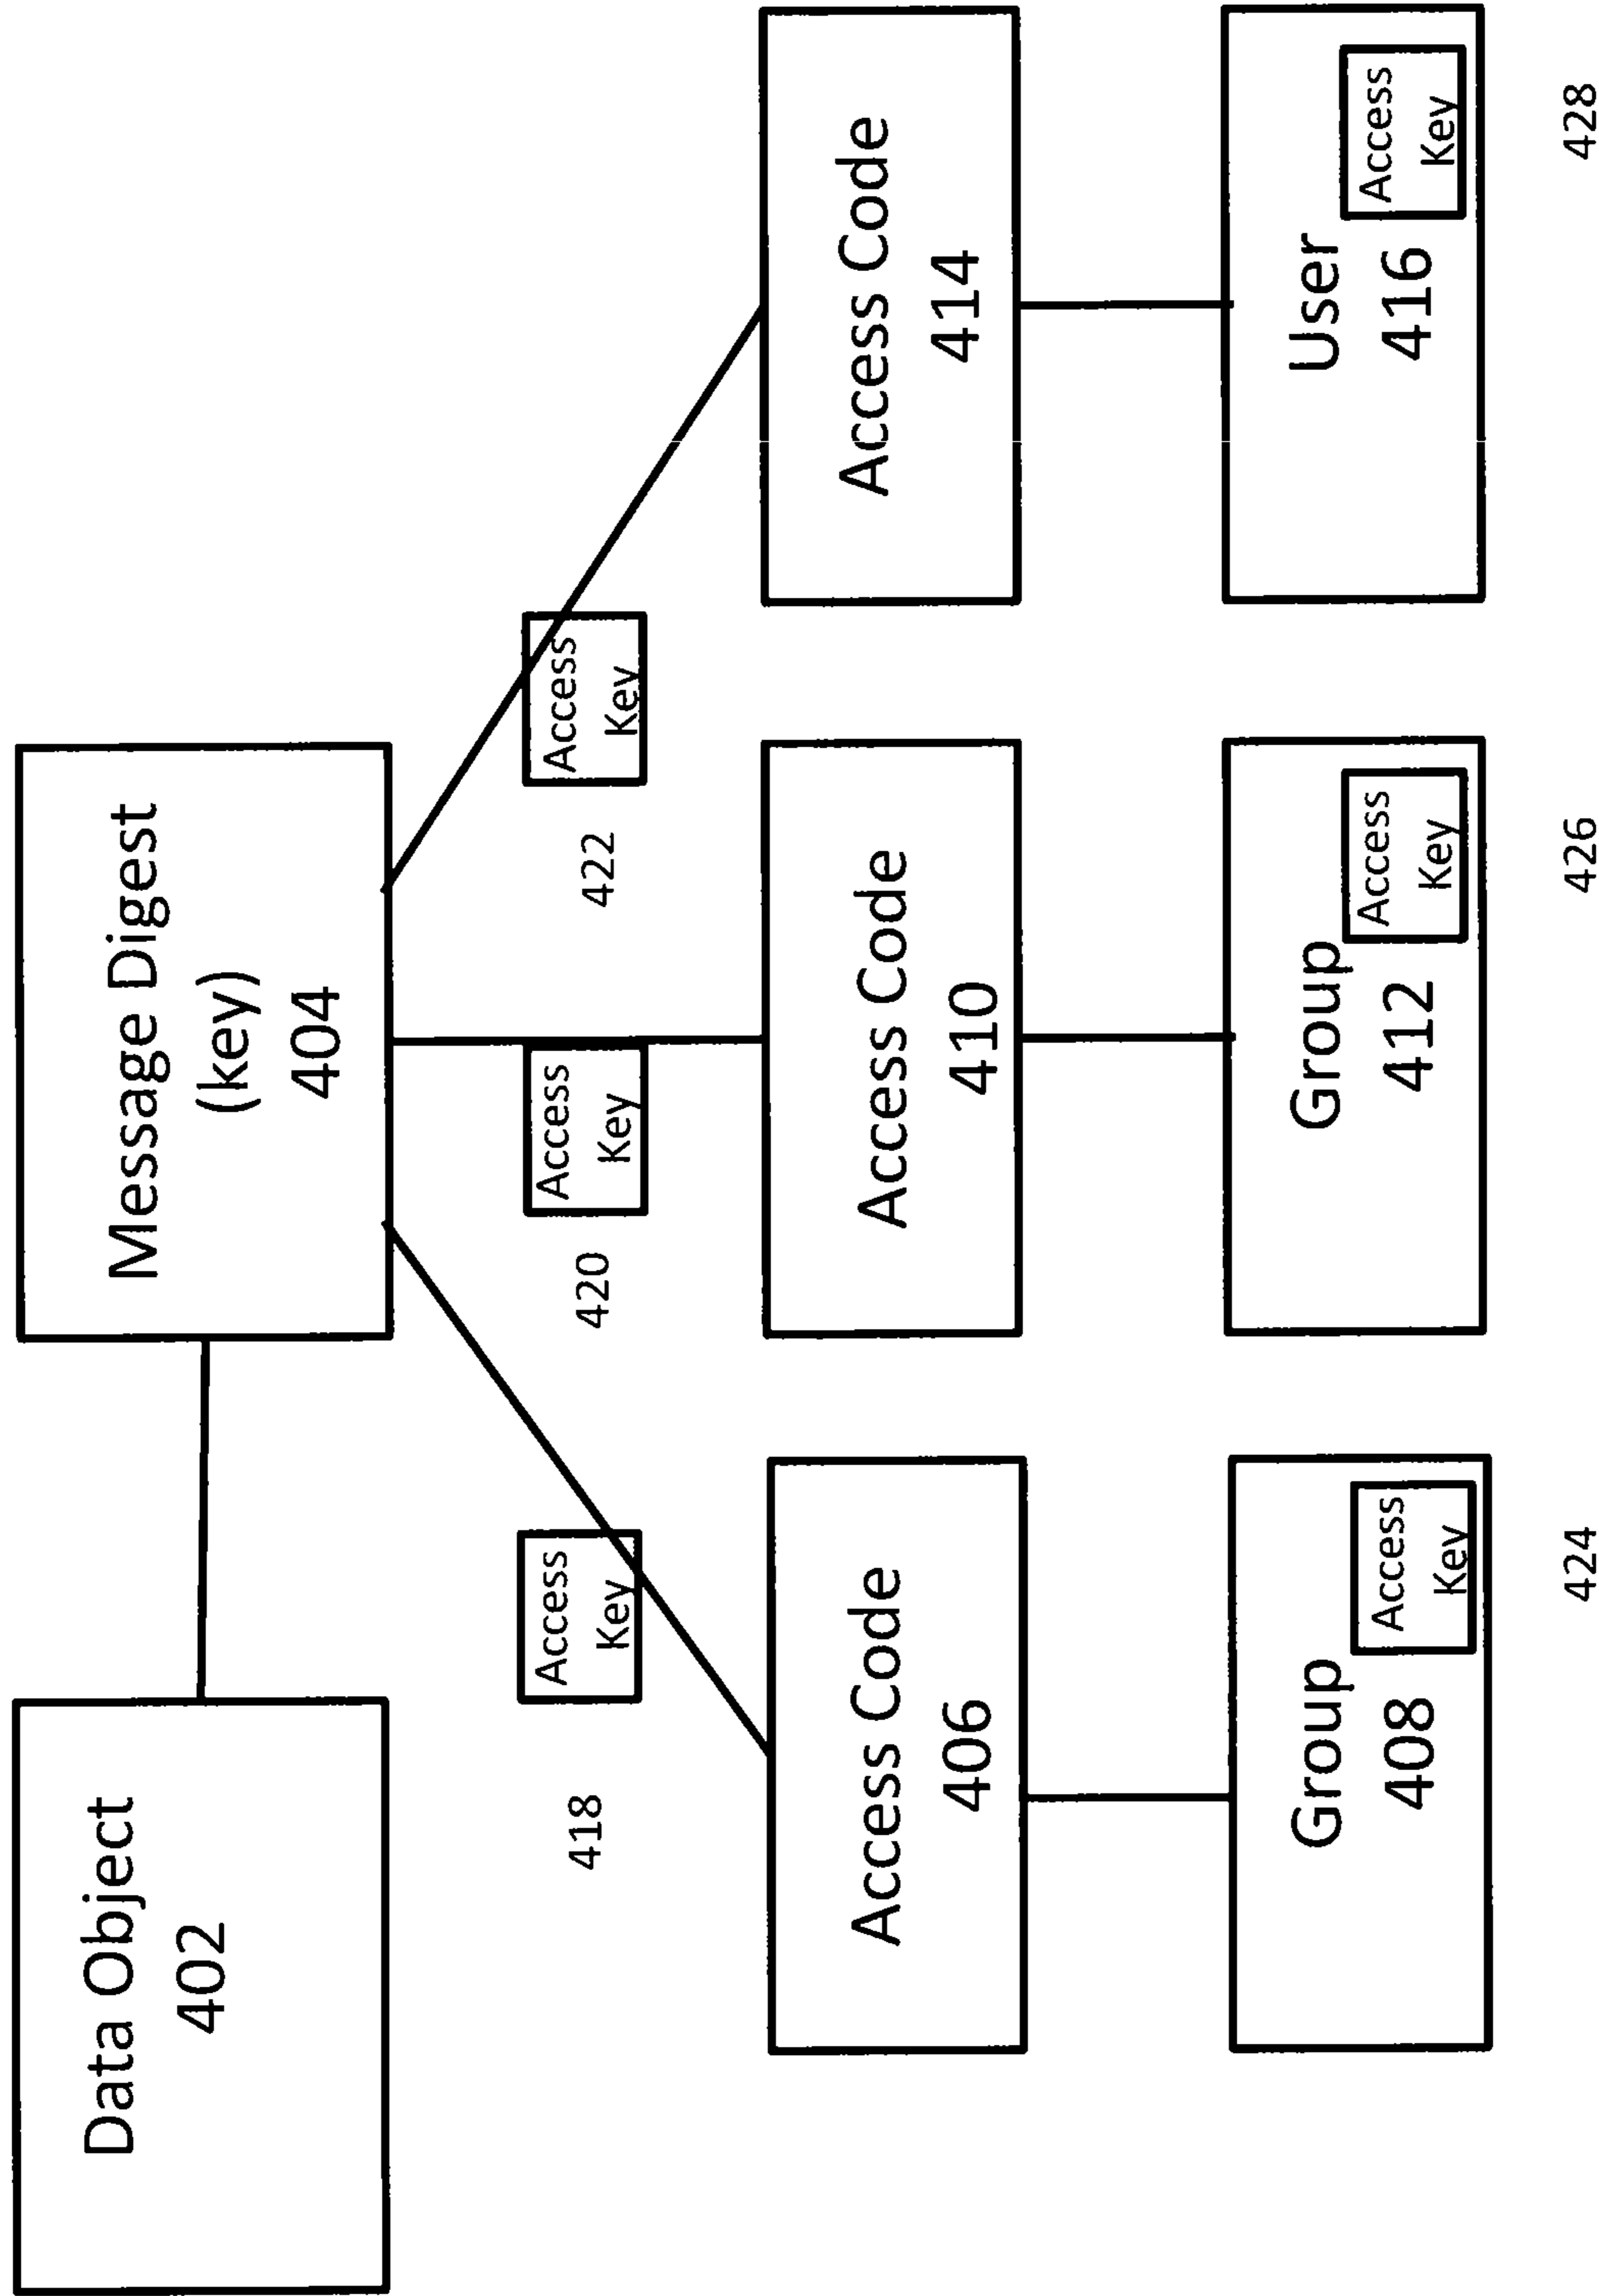 Data Object
402
Message Digest
(key)
404
Access
Key
418
Access
Key
420
Access
Key
422
Access Code
406
Access Code
410
Access Code
414
Group
408
Access
Key
424
Group
412
Access
Key
426
User
416
Access
Key
428